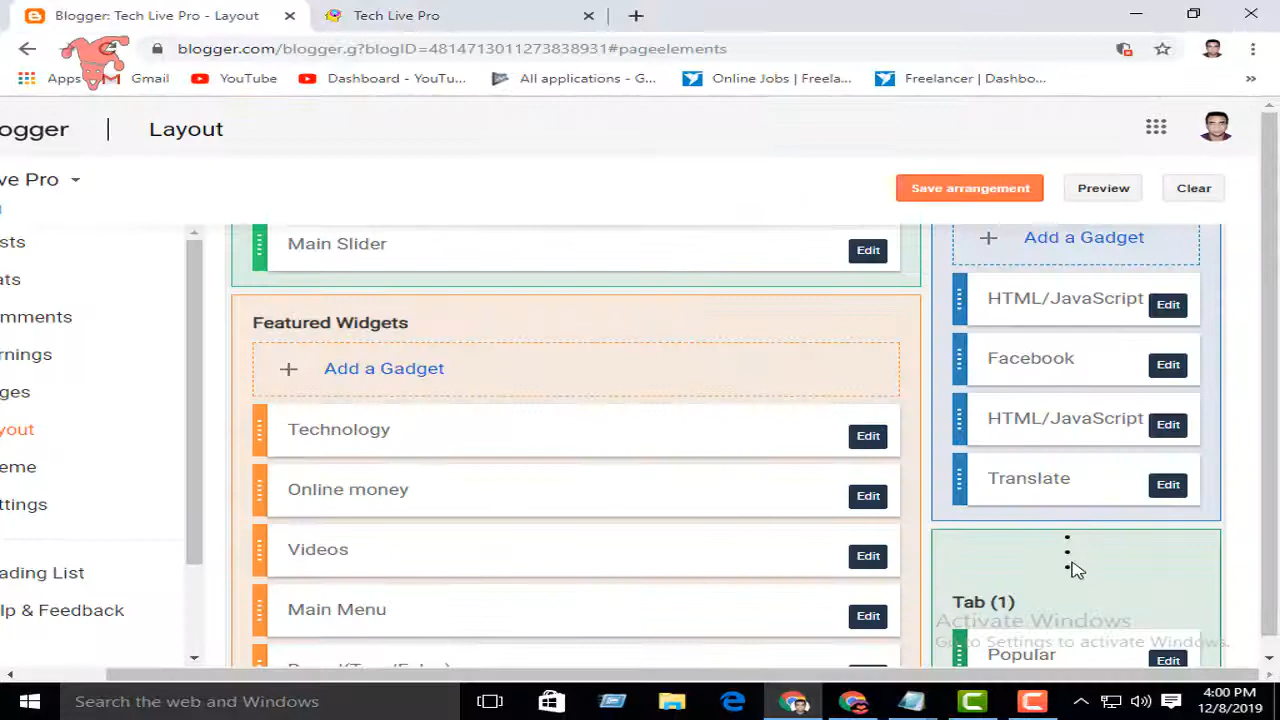 Blogger: Tech Live Pro - Layout
Tech Live Pro
blogger.com/blogger.g?blogID=4814713011273838931#pageelements
Apps
Gmail
YouTube
Dashboard - YouTu...
All applications - G...
Online Jobs | Freela...
Freelancer | Dashbo...
ogger | Layout
ve Pro
Save arrangement
Preview
Clear
sts
ats
mments
rnings
ges
yout
eme
ttings
ading List
lp & Feedback
Main Slider
Edit
Featured Widgets
Add a Gadget
Technology
Edit
Online money
Edit
Videos
Edit
Main Menu
Edit
Add a Gadget
HTML/JavaScript
Edit
Facebook
Edit
HTML/JavaScript
Edit
Translate
Edit
Tab (1)
Popular
Edit
Activate Windows
Go to Settings to activate Windows.
Search the web and Windows
4:00 PM
12/8/2019